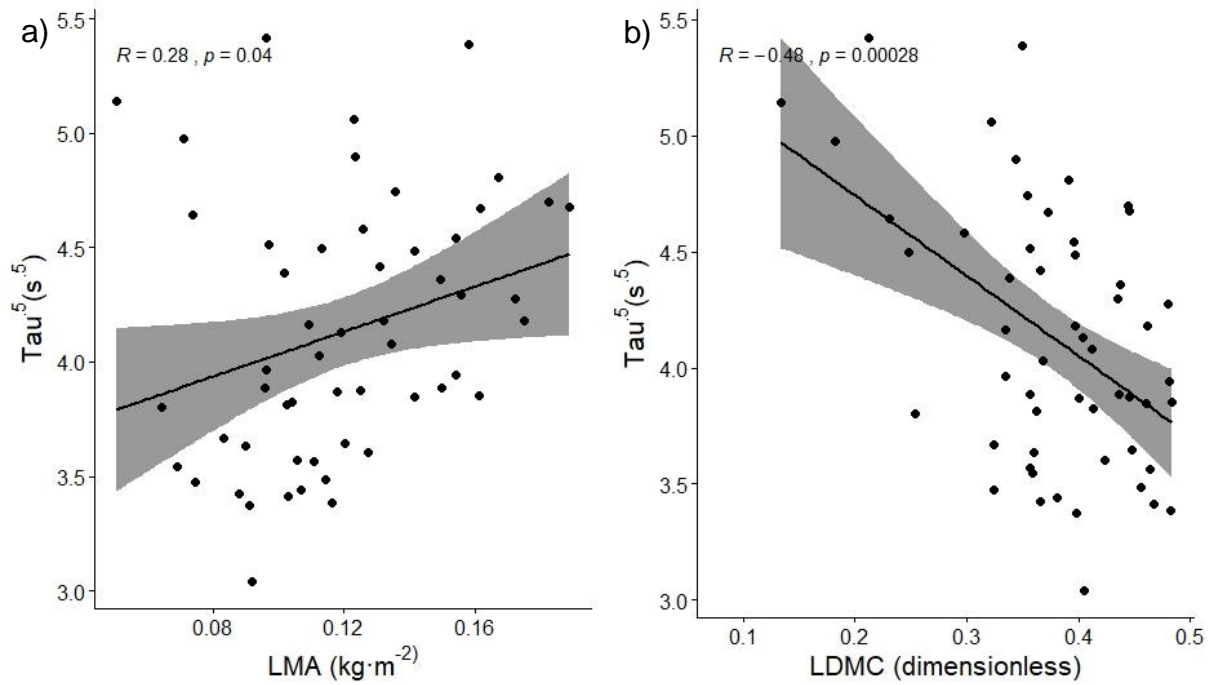 a)
R = 0.28 , p = 0.04
5.5
5.0
4.5
4.0
3.5
3.0
Tau^.5 (s^.5)
0.08 0.12 0.16
LMA (kg·m⁻²)
b)
R = −0.48 , p = 0.00028
5.5
5.0
4.5
4.0
3.5
3.0
Tau^.5 (s^.5)
0.1 0.2 0.3 0.4 0.5
LDMC (dimensionless)